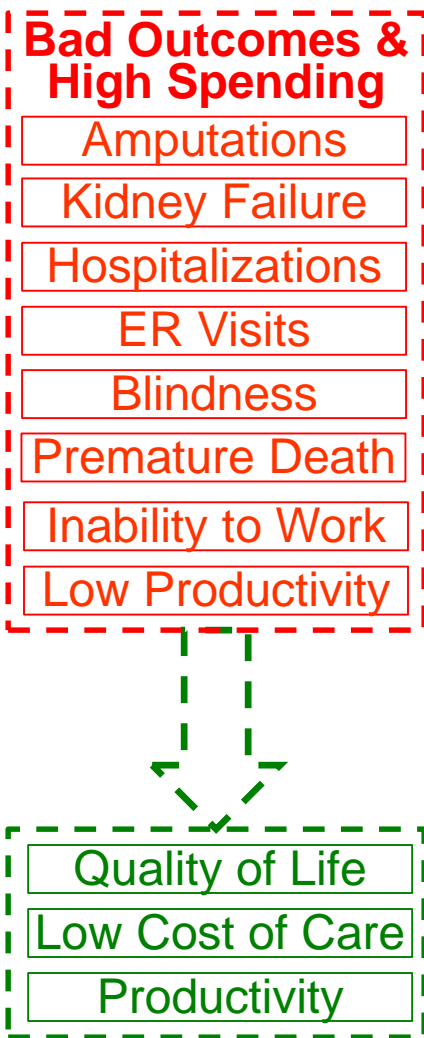 Bad Outcomes &
High Spending
Amputations
Kidney Failure
Hospitalizations
ER Visits
Blindness
Premature Death
Inability to Work
Low Productivity
Quality of Life
Low Cost of Care
Productivity